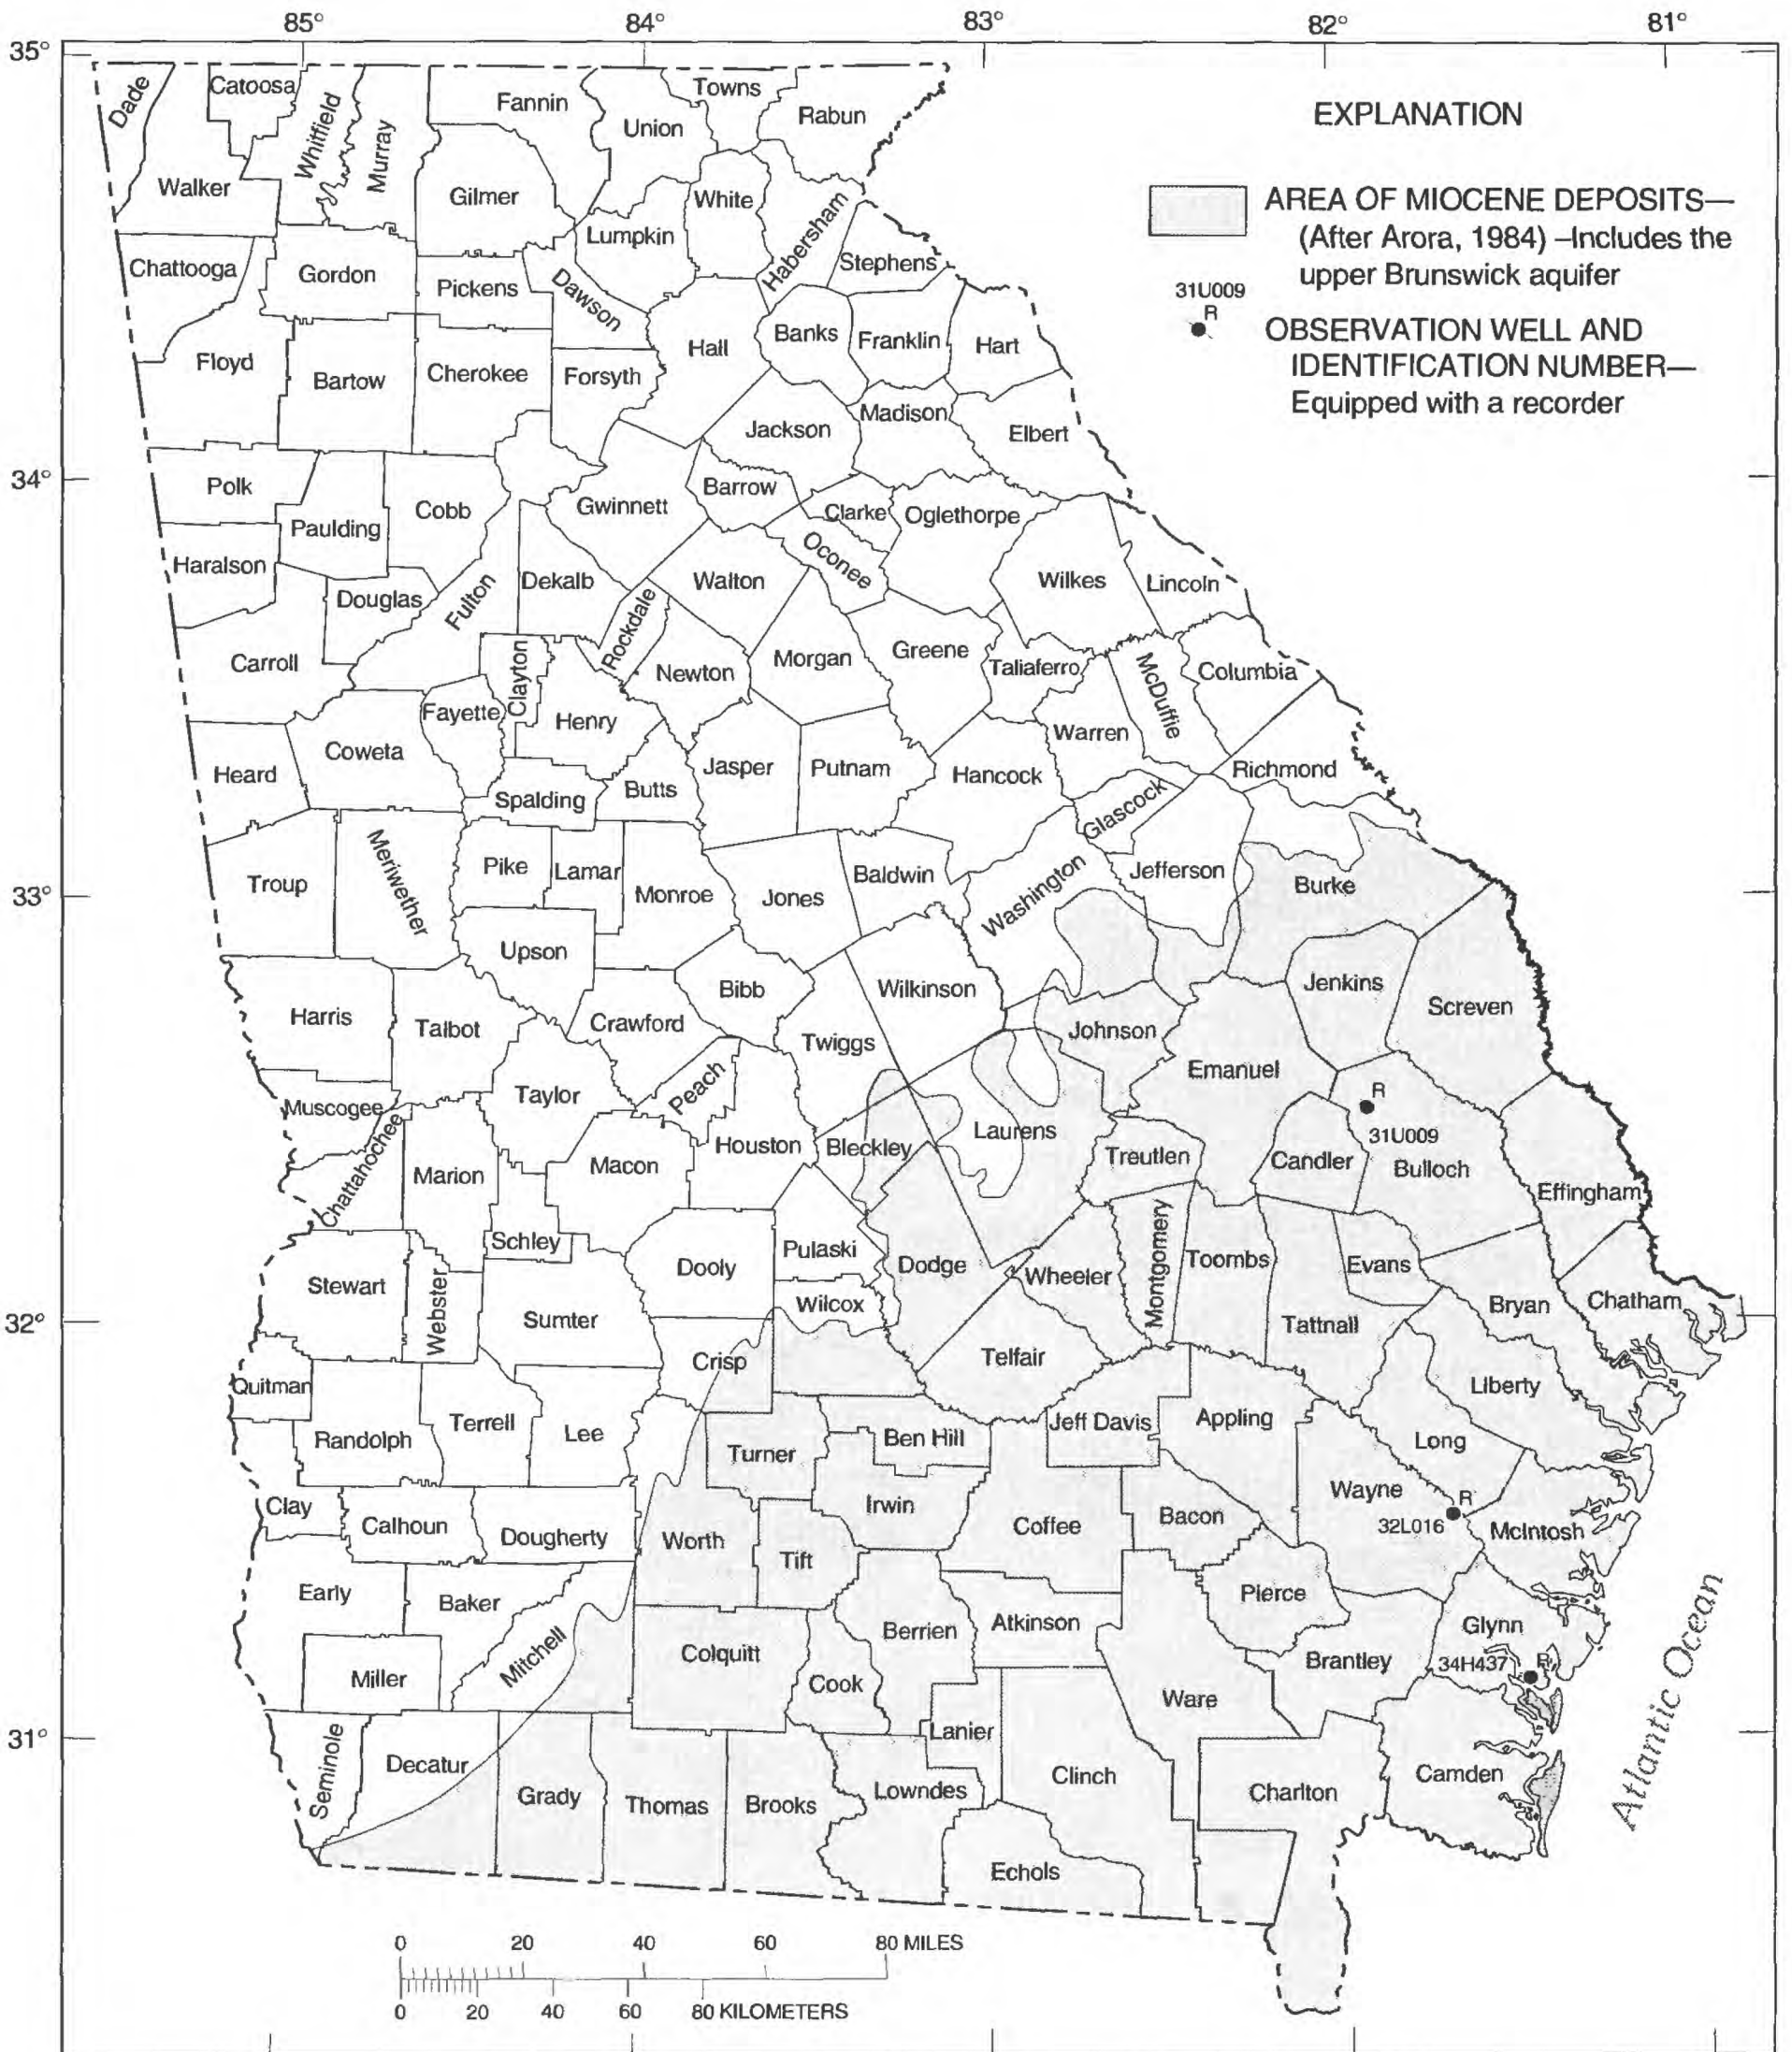 85° 84° 83° 82° 81°
35°
EXPLANATION
AREA OF MIOCENE DEPOSITS—
(After Arora, 1984) –Includes the
upper Brunswick aquifer
31U009
R
OBSERVATION WELL AND
IDENTIFICATION NUMBER—
Equipped with a recorder
Dade
Catoosa
Whitfield
Murray
Fannin
Towns
Union
Rabun
Walker
Gilmer
White
Lumpkin
Habersham
Chattooga
Gordon
Pickens
Dawson
Stephens
Floyd
Bartow
Cherokee
Forsyth
Hall
Banks
Franklin
Hart
Jackson
Madison
Elbert
34°
Polk
Paulding
Cobb
Gwinnett
Barrow
Clarke
Oglethorpe
Haralson
Douglas
Fulton
Dekalb
Rockdale
Walton
Oconee
Wilkes
Lincoln
Carroll
Clayton
Newton
Morgan
Greene
Taliaferro
McDuffie
Columbia
Fayette
Henry
Coweta
Heard
Spalding
Butts
Jasper
Putnam
Hancock
Warren
Richmond
Glascock
Troup
Meriwether
Pike
Lamar
Monroe
Jones
Baldwin
Washington
Jefferson
Burke
33°
Upson
Harris
Talbot
Crawford
Bibb
Twiggs
Wilkinson
Johnson
Jenkins
Screven
Emanuel
Muscogee
Chattahochee
Taylor
Peach
Marion
Macon
Houston
Bleckley
Laurens
Treutlen
Candler
R
31U009
Bulloch
Effingham
Schley
Stewart
Webster
Sumter
Dooly
Pulaski
Dodge
Wheeler
Montgomery
Toombs
Evans
Tattnall
Bryan
Chatham
Wilcox
32°
Crisp
Telfair
Quitman
Randolph
Terrell
Lee
Turner
Ben Hill
Jeff Davis
Appling
Liberty
Long
Clay
Calhoun
Dougherty
Worth
Tift
Irwin
Coffee
Bacon
Wayne
R
32L016
McIntosh
Early
Baker
Mitchell
Miller
Colquitt
Berrien
Cook
Atkinson
Pierce
Ware
Brantley
Glynn
34H437
R
Atlantic Ocean
31°
Seminole
Decatur
Grady
Thomas
Brooks
Lanier
Lowndes
Clinch
Echols
Charlton
Camden
0 20 40 60 80 MILES
0 20 40 60 80 KILOMETERS